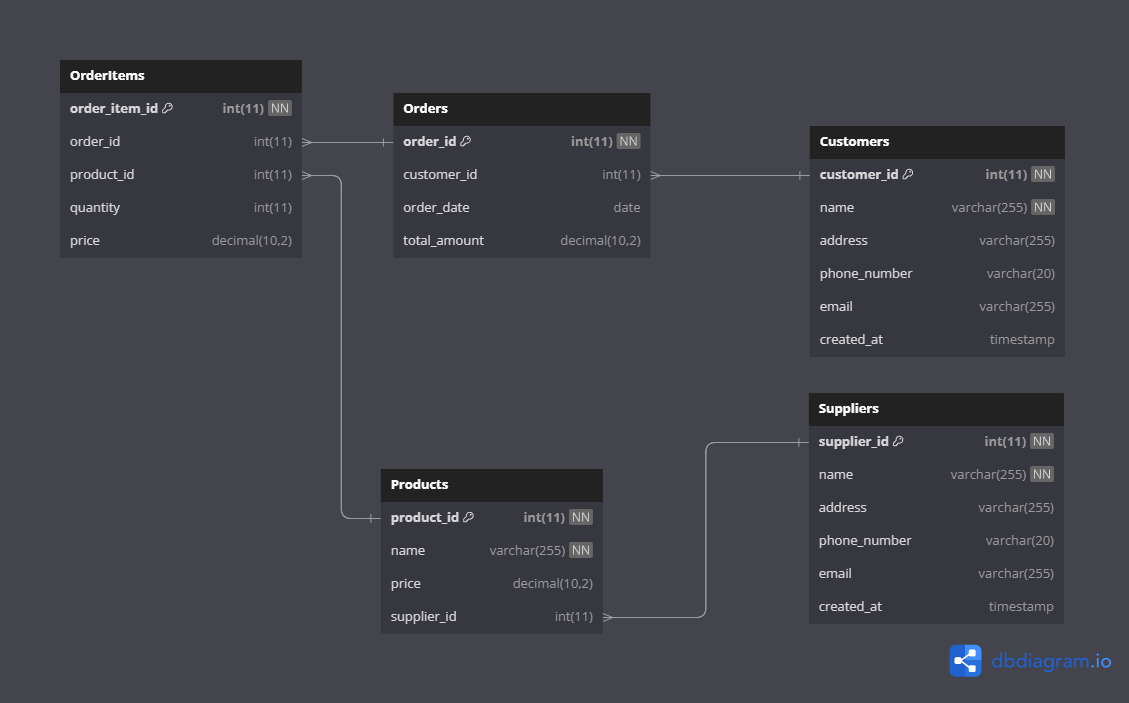 OrderItems
order_item_id int(11) NN
order_id int(11)
product_id int(11)
quantity int(11)
price decimal(10,2)
Orders
order_id int(11) NN
customer_id int(11)
order_date date
total_amount decimal(10,2)
Customers
customer_id int(11) NN
name varchar(255) NN
address varchar(255)
phone_number varchar(20)
email varchar(255)
created_at timestamp
Products
product_id int(11) NN
name varchar(255) NN
price decimal(10,2)
supplier_id int(11)
Suppliers
supplier_id int(11) NN
name varchar(255) NN
address varchar(255)
phone_number varchar(20)
email varchar(255)
created_at timestamp
dbdiagram.io